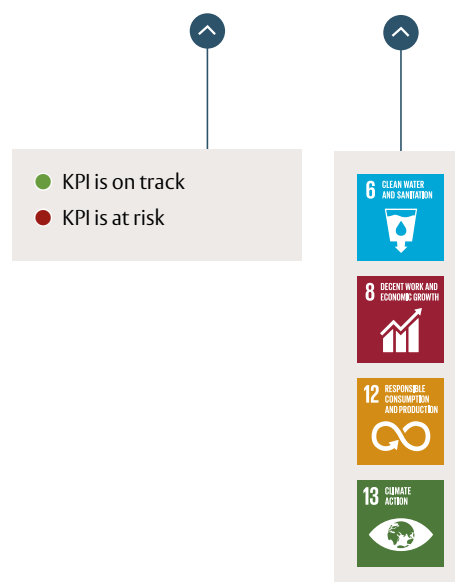 KPI is on track
KPI is at risk
6 CLEAN WATER
AND SANITATION
8 DECENT WORK AND
ECONOMIC GROWTH
12 RESPONSIBLE
CONSUMPTION
AND PRODUCTION
13 CLIMATE
ACTION